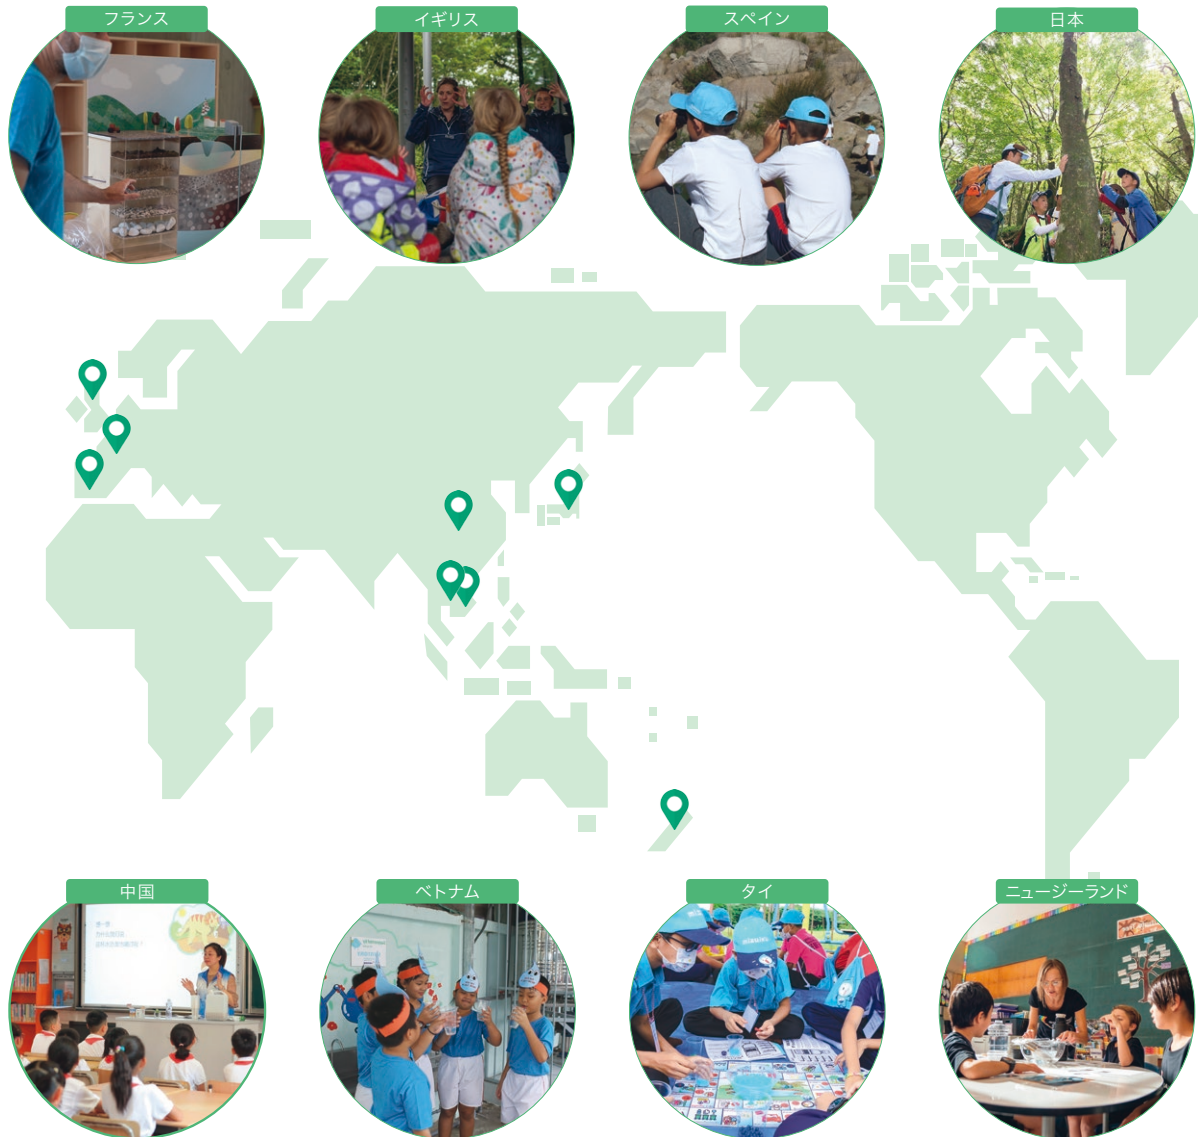 フランス
イギリス
スペイン
日本
中国
ベトナム
タイ
ニュージーランド